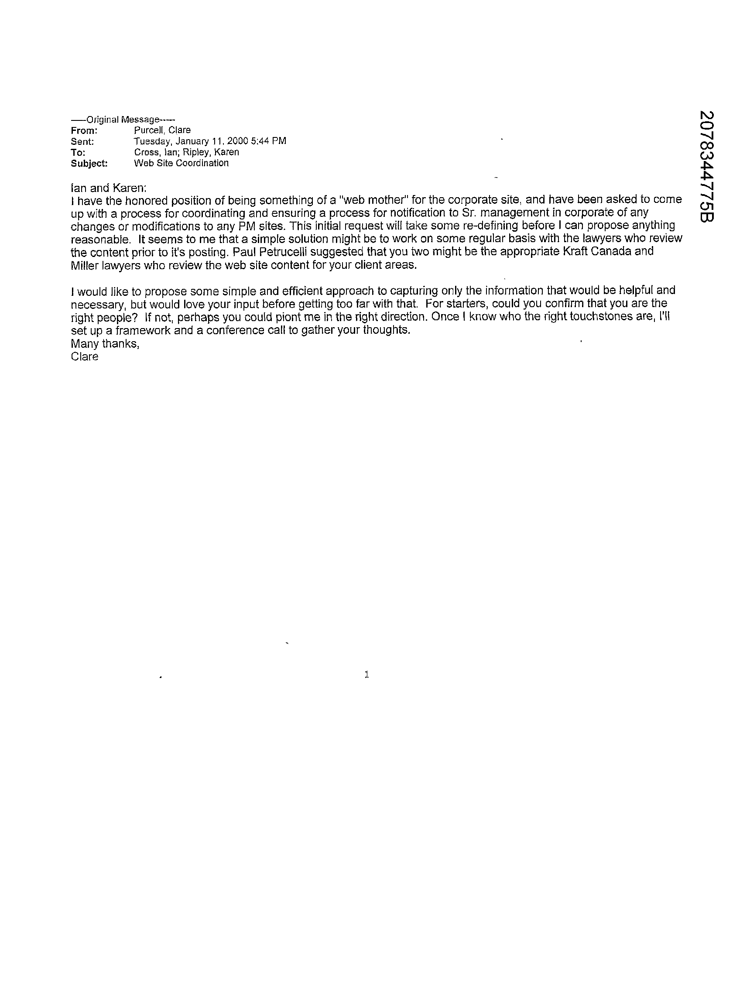 -----Original Message-----
From: Purcell, Clare
Sent: Tuesday, January 11, 2000 5:44 PM
To: Cross, Ian; Ripley, Karen
Subject: Web Site Coordination
Ian and Karen:
I have the honored position of being something of a "web mother" for the corporate site, and have been asked to come
up with a process for coordinating and ensuring a process for notification to Sr. management in corporate of any
changes or modifications to any PM sites. This initial request will take some re-defining before I can propose anything
reasonable. It seems to me that a simple solution might be to work on some regular basis with the lawyers who review
the content prior to it's posting. Paul Petrucelli suggested that you two might be the appropriate Kraft Canada and
Miller lawyers who review the web site content for your client areas.
I would like to propose some simple and efficient approach to capturing only the information that would be helpful and
necessary, but would love your input before getting too far with that. For starters, could you confirm that you are the
right people? If not, perhaps you could piont me in the right direction. Once I know who the right touchstones are, I'll
set up a framework and a conference call to gather your thoughts.
Many thanks,
Clare
1
2078344775B